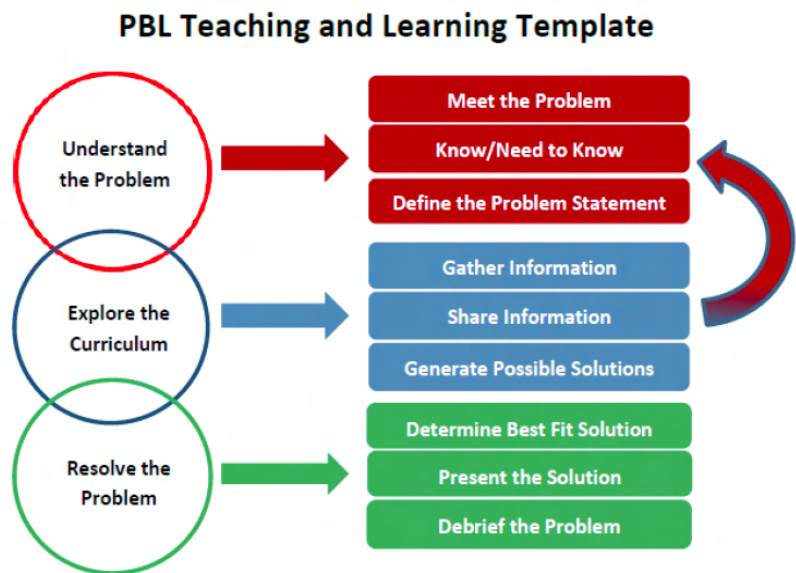 PBL Teaching and Learning Template
Understand
the Problem
Meet the Problem
Know/Need to Know
Define the Problem Statement
Explore the
Curriculum
Gather Information
Share Information
Generate Possible Solutions
Resolve the
Problem
Determine Best Fit Solution
Present the Solution
Debrief the Problem